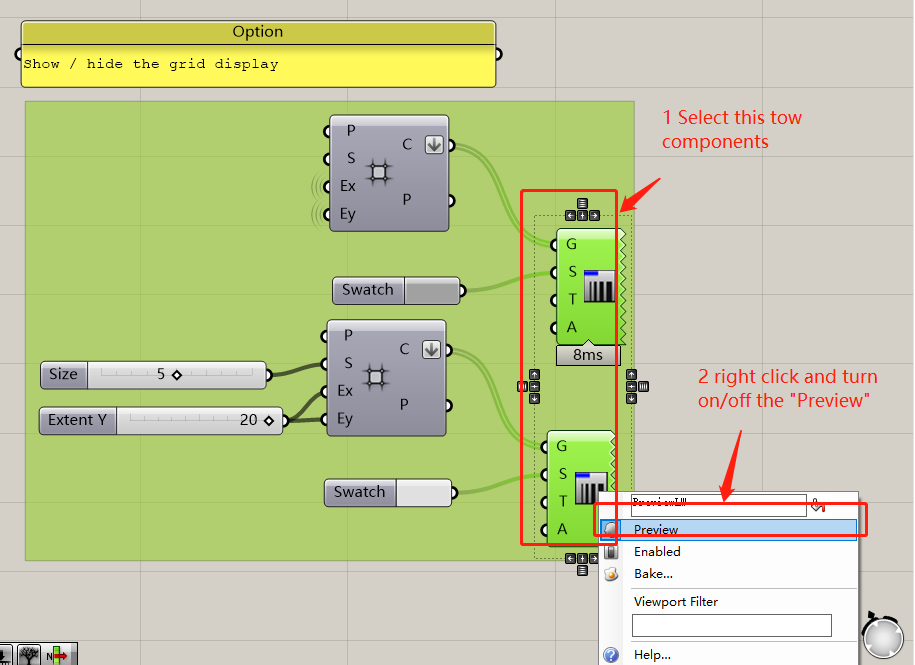 Option
Show / hide the grid display
1 Select this tow
components
P
S
Ex
Ey
C
P
G
S
T
A
8ms
Swatch
P
S
Ex
Ey
C
P
Size
5
Extent Y
20
2 right click and turn
on/off the "Preview"
G
S
T
A
Swatch
Preview
Enabled
Bake...
Viewport Filter
Help...
N